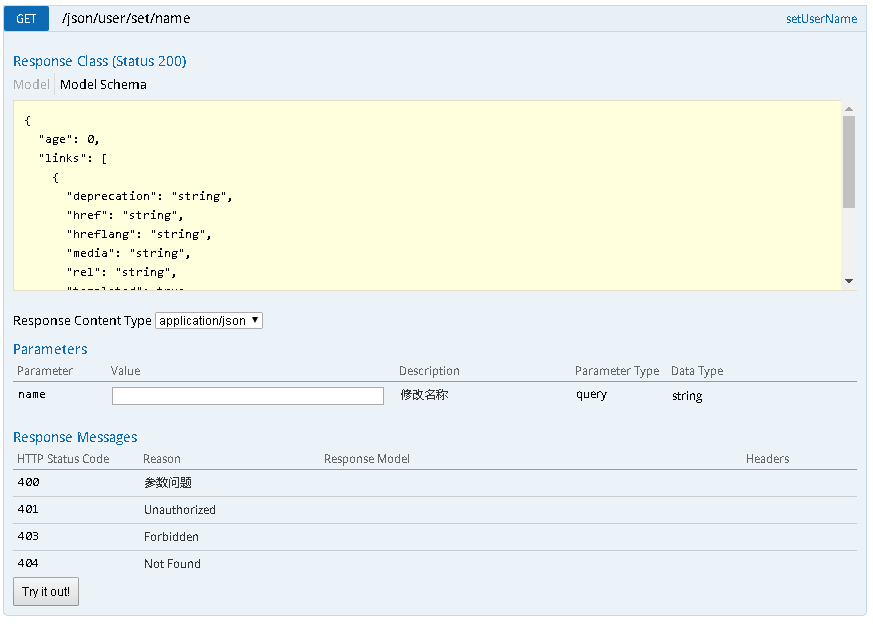 GET /json/user/set/name setUserName
Response Class (Status 200)
Model Model Schema
{
"age": 0,
"links": [
{
"deprecation": "string",
"href": "string",
"hreflang": "string",
"media": "string",
"rel": "string",
"templated": true
Response Content Type application/json
Parameters
Parameter Value Description Parameter Type Data Type
name 修改名称 query string
Response Messages
HTTP Status Code Reason Response Model Headers
400 参数问题
401 Unauthorized
403 Forbidden
404 Not Found
Try it out!